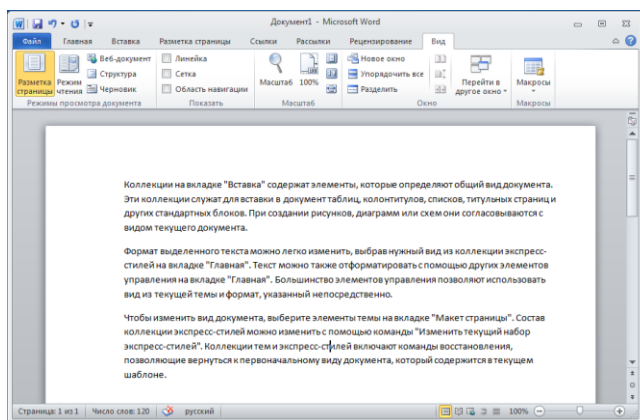 Документ1 - Microsoft Word
Файл Главная Вставка Разметка страницы Ссылки Рассылки Рецензирование Вид
Разметка страницы
Режим чтения
Веб-документ
Структура
Черновик
Режимы просмотра документа
Линейка
Сетка
Область навигации
Показать
Масштаб
100%
Масштаб
Новое окно
Упорядочить все
Разделить
Перейти в другое окно
Окно
Макросы
Макросы
Коллекции на вкладке "Вставка" содержат элементы, которые определяют общий вид документа.
Эти коллекции служат для вставки в документ таблиц, колонтитулов, списков, титульных страниц и
других стандартных блоков. При создании рисунков, диаграмм или схем они согласовываются с
видом текущего документа.
Формат выделенного текста можно легко изменить, выбрав нужный вид из коллекции экспресс-
стилей на вкладке "Главная". Текст можно также отформатировать с помощью других элементов
управления на вкладке "Главная". Большинство элементов управления позволяют использовать
вид из текущей темы и формат, указанный непосредственно.
Чтобы изменить вид документа, выберите элементы темы на вкладке "Макет страницы". Состав
коллекции экспресс-стилей можно изменить с помощью команды "Изменить текущий набор
экспресс-стилей". Коллекции тем и экспресс-стилей включают команды восстановления,
позволяющие вернуться к первоначальному виду документа, который содержится в текущем
шаблоне.
Страница: 1 из 1 Число слов: 120 русский 100%